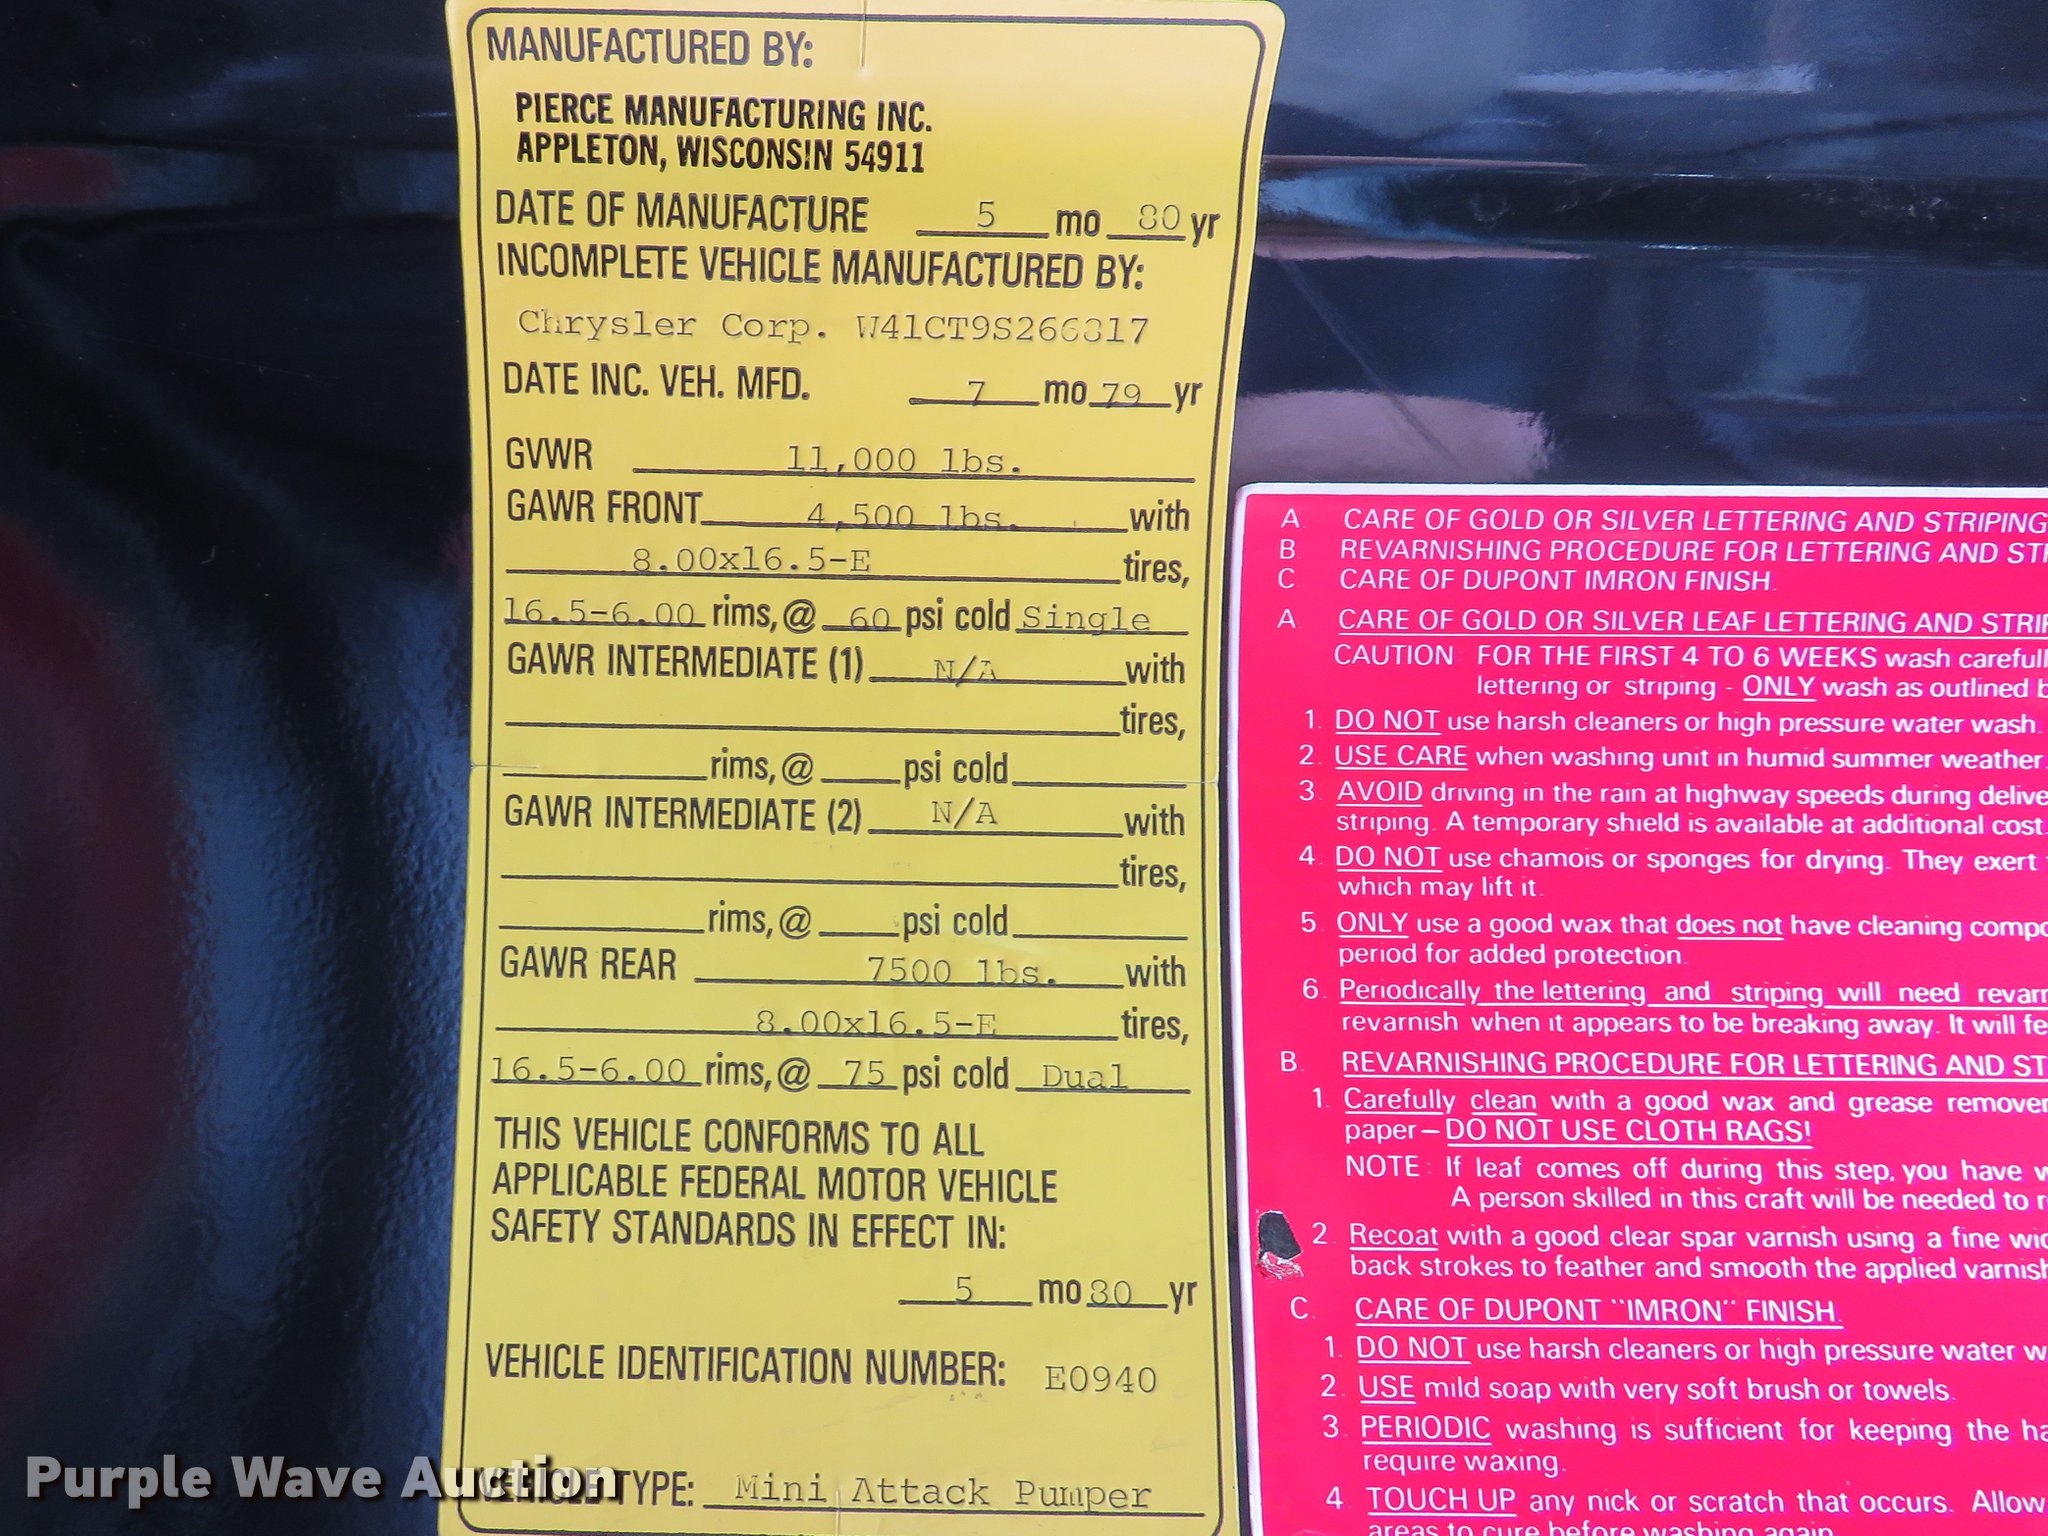 MANUFACTURED BY:
PIERCE MANUFACTURING INC.
APPLETON, WISCONSIN 54911
DATE OF MANUFACTURE 5 mo 80 yr
INCOMPLETE VEHICLE MANUFACTURED BY:
Chrysler Corp. W41CT9S266817
DATE INC. VEH. MFD. 7 mo 79 yr
GVWR 11,000 lbs.
GAWR FRONT 4,500 lbs. with
8.00x16.5-E tires,
16.5-6.00 rims, @ 60 psi cold Single
GAWR INTERMEDIATE (1) N/A with
tires,
rims, @ psi cold
GAWR INTERMEDIATE (2) N/A with
tires,
rims, @ psi cold
GAWR REAR 7500 lbs. with
8.00x16.5-E tires,
16.5-6.00 rims, @ 75 psi cold Dual
THIS VEHICLE CONFORMS TO ALL
APPLICABLE FEDERAL MOTOR VEHICLE
SAFETY STANDARDS IN EFFECT IN:
5 mo 80 yr
VEHICLE IDENTIFICATION NUMBER: E0940
VEHICLE TYPE: Mini Attack Pumper
A. CARE OF GOLD OR SILVER LETTERING AND STRIPING
B REVARNISHING PROCEDURE FOR LETTERING AND
C CARE OF DUPONT IMRON FINISH.
A. CARE OF GOLD OR SILVER LEAF LETTERING AND
CAUTION: FOR THE FIRST 4 TO 6 WEEKS wash
lettering or striping - ONLY wash as outlined
1. DO NOT use harsh cleaners or high pressure water wash.
2. USE CARE when washing unit in humid summer weather.
3. AVOID driving in the rain at highway speeds during
striping. A temporary shield is available at additional cost.
4. DO NOT use chamois or sponges for drying. They exert
which may lift it.
5. ONLY use a good wax that does not have cleaning
period for added protection.
6. Periodically the lettering and striping will need
revarnish when it appears to be breaking away. It will
B. REVARNISHING PROCEDURE FOR LETTERING AND
1. Carefully clean with a good wax and grease remover
paper – DO NOT USE CLOTH RAGS!
NOTE: If leaf comes off during this step, you have
A person skilled in this craft will be needed to
2. Recoat with a good clear spar varnish using a fine
back strokes to feather and smooth the applied
C. CARE OF DUPONT "IMRON" FINISH.
1. DO NOT use harsh cleaners or high pressure water
2. USE mild soap with very soft brush or towels.
3. PERIODIC washing is sufficient for keeping the
require waxing.
4. TOUCH UP any nick or scratch that occurs. Allow
areas to cure before washing again.
Purple Wave Auction